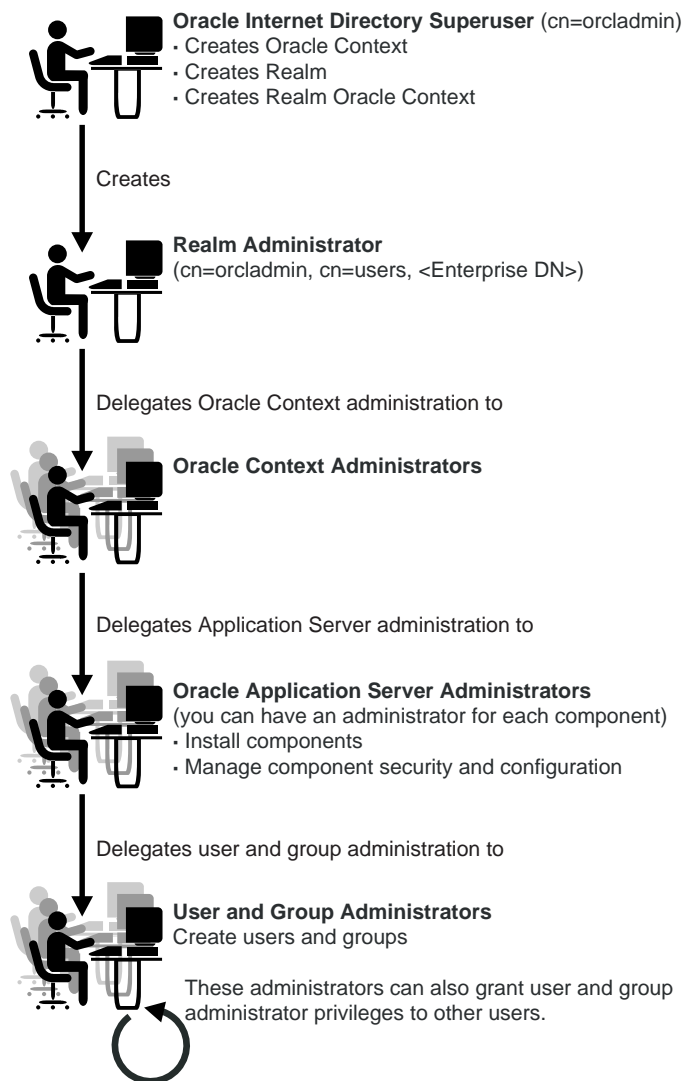 Oracle Internet Directory Superuser (cn=orcladmin)
· Creates Oracle Context
· Creates Realm
· Creates Realm Oracle Context
Creates
Realm Administrator
(cn=orcladmin, cn=users, <Enterprise DN>)
Delegates Oracle Context administration to
Oracle Context Administrators
Delegates Application Server administration to
Oracle Application Server Administrators
(you can have an administrator for each component)
· Install components
· Manage component security and configuration
Delegates user and group administration to
User and Group Administrators
Create users and groups
These administrators can also grant user and group
administrator privileges to other users.